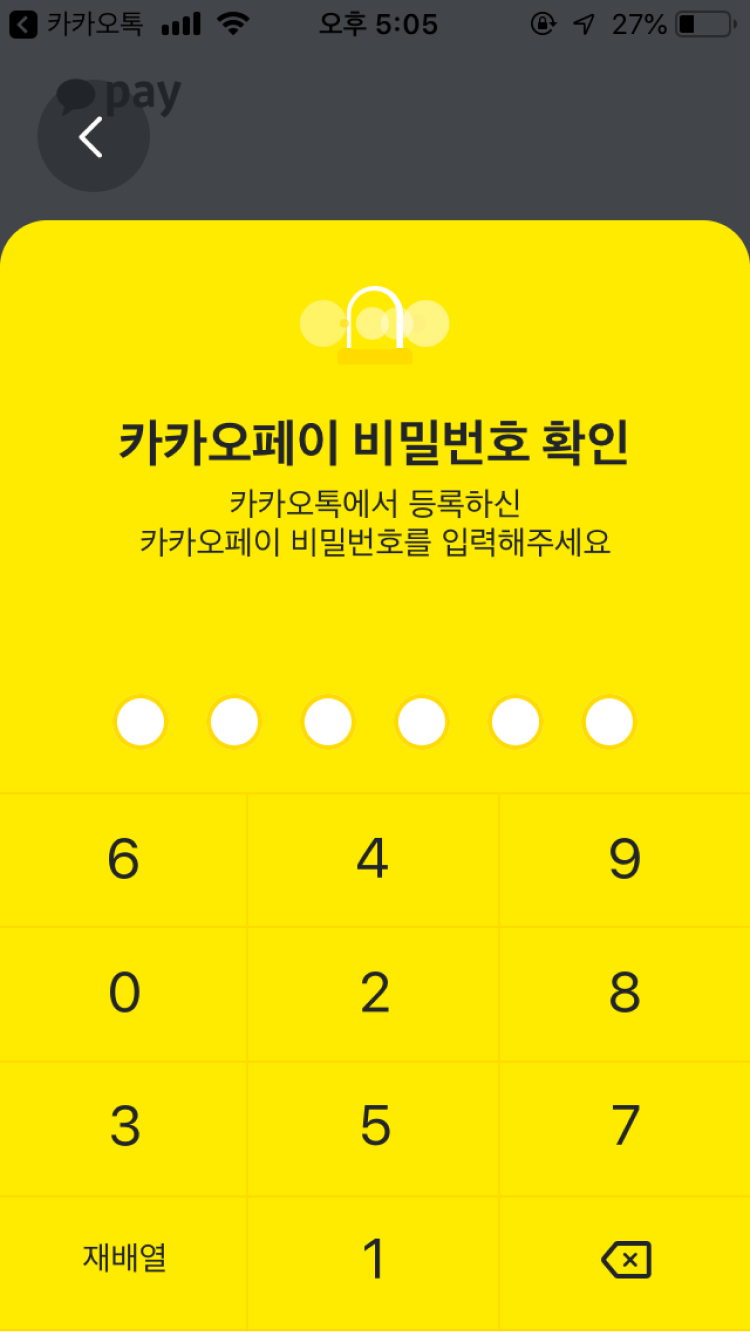 카카오톡 오후 5:05 27%
pay
카카오페이 비밀번호 확인
카카오톡에서 등록하신
카카오페이 비밀번호를 입력해주세요
6 4 9
0 2 8
3 5 7
재배열 1